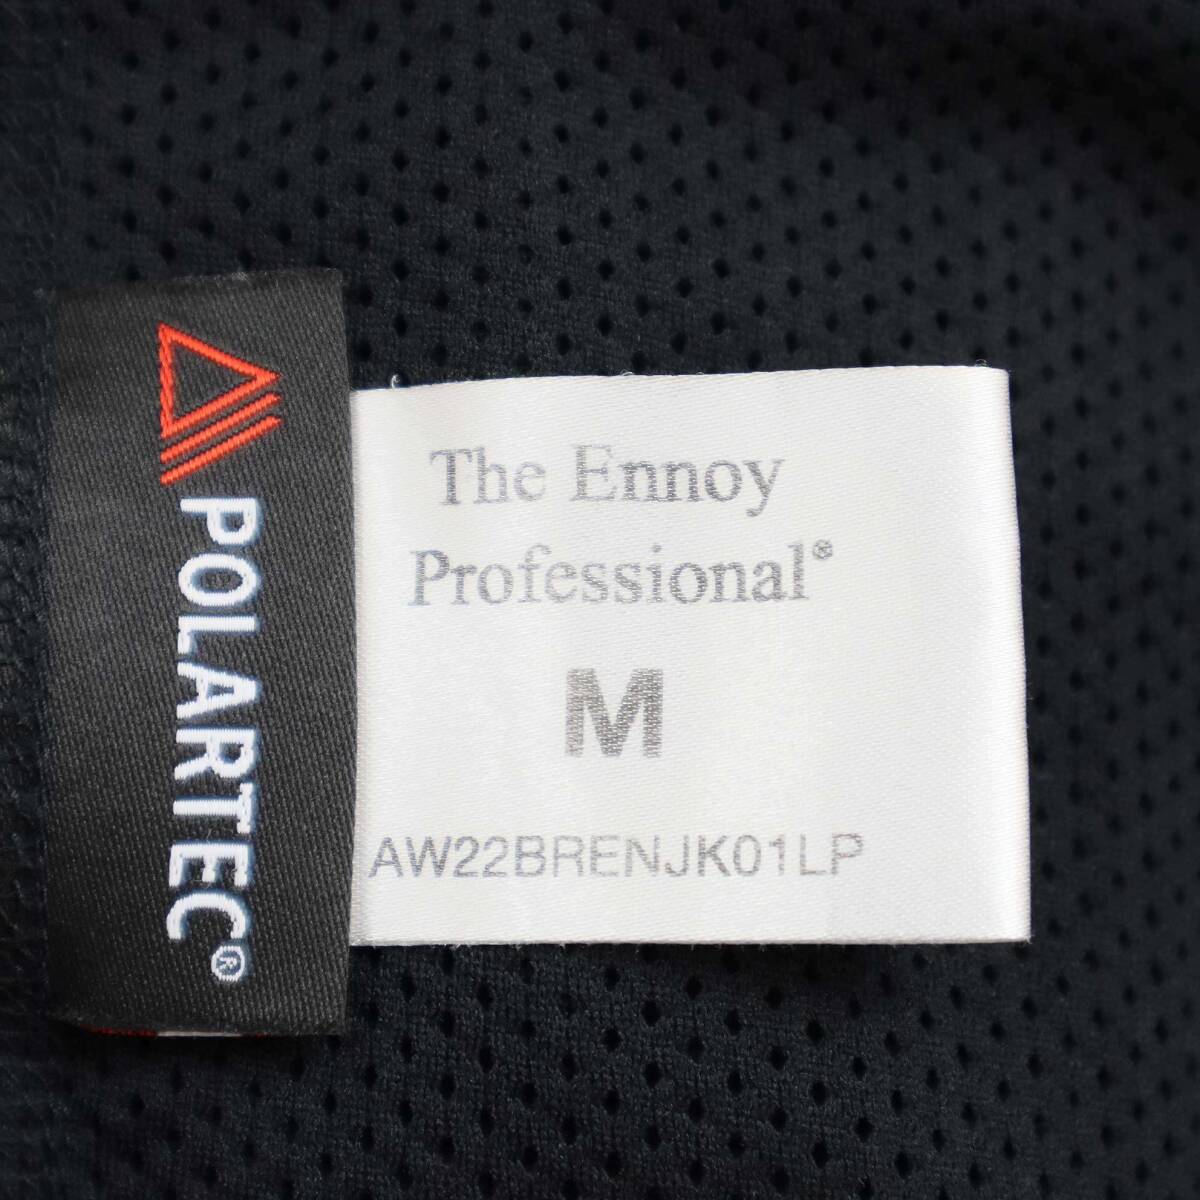 POLARTEC®
The Ennoy
Professional®
M
AW22BRENJK01LP